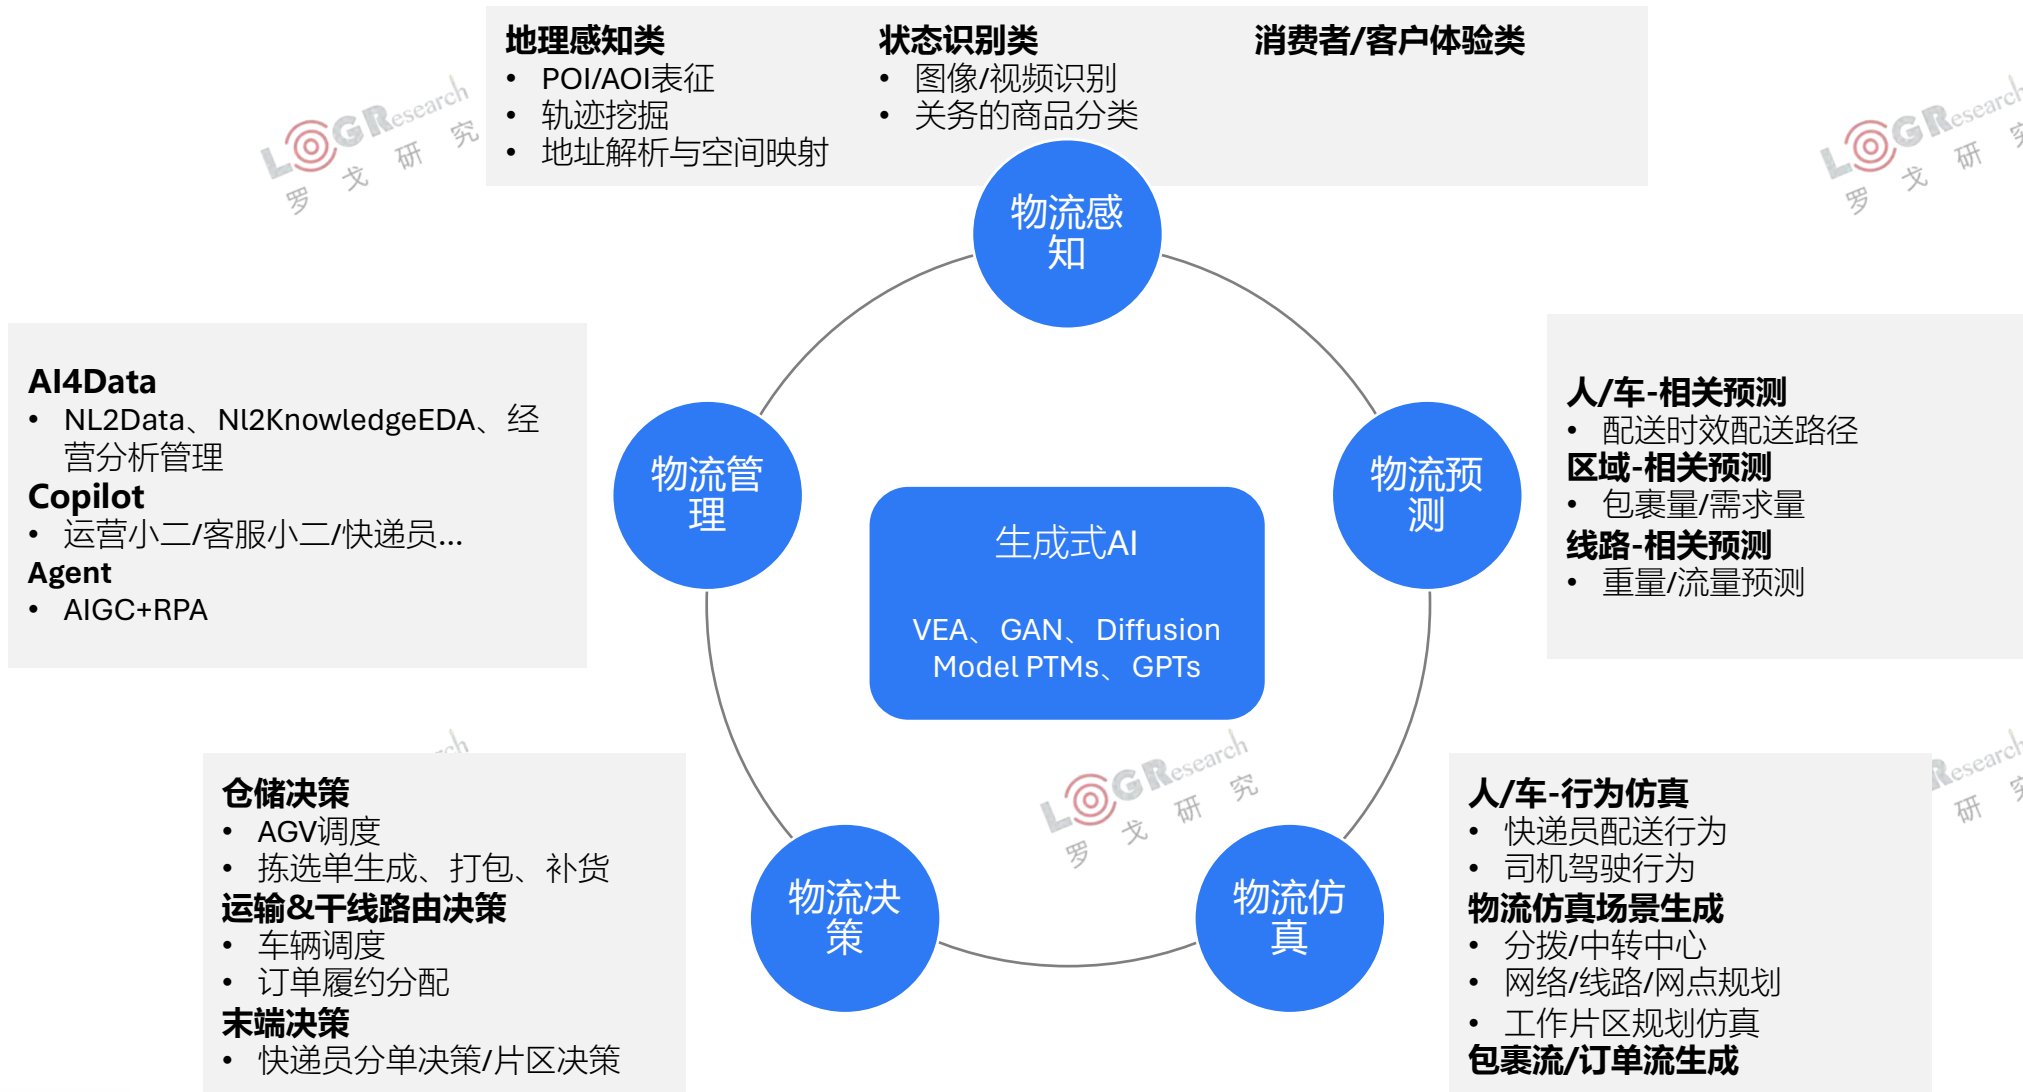 地理感知类
• POI/AOI表征
• 轨迹挖掘
• 地址解析与空间映射
状态识别类
• 图像/视频识别
• 关务的商品分类
消费者/客户体验类
LOG Research
罗戈研究
LOG Research
罗戈研究
物流感
知
AI4Data
• NL2Data、Nl2KnowledgeEDA、经
营分析管理
Copilot
• 运营小二/客服小二/快递员...
Agent
• AIGC+RPA
物流管
理
物流预
测
人/车-相关预测
• 配送时效配送路径
区域-相关预测
• 包裹量/需求量
线路-相关预测
• 重量/流量预测
生成式AI
VEA、GAN、Diffusion
Model PTMs、GPTs
LOG Research
罗戈研究
Research
研究
仓储决策
• AGV调度
• 拣选单生成、打包、补货
运输&干线路由决策
• 车辆调度
• 订单履约分配
末端决策
• 快递员分单决策/片区决策
物流决
策
物流仿
真
人/车-行为仿真
• 快递员配送行为
• 司机驾驶行为
物流仿真场景生成
• 分拨/中转中心
• 网络/线路/网点规划
• 工作片区规划仿真
包裹流/订单流生成